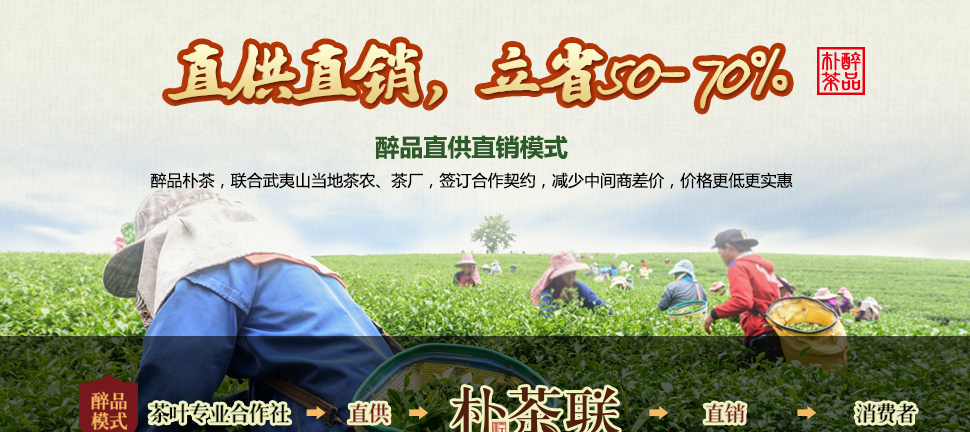 直供直销，立省50-70%
醉品
朴茶
醉品直供直销模式
醉品朴茶，联合武夷山当地茶农、茶厂，签订合作契约，减少中间商差价，价格更低更实惠
醉品
模式
茶叶专业合作社
直供
朴茶联
直销
消费者